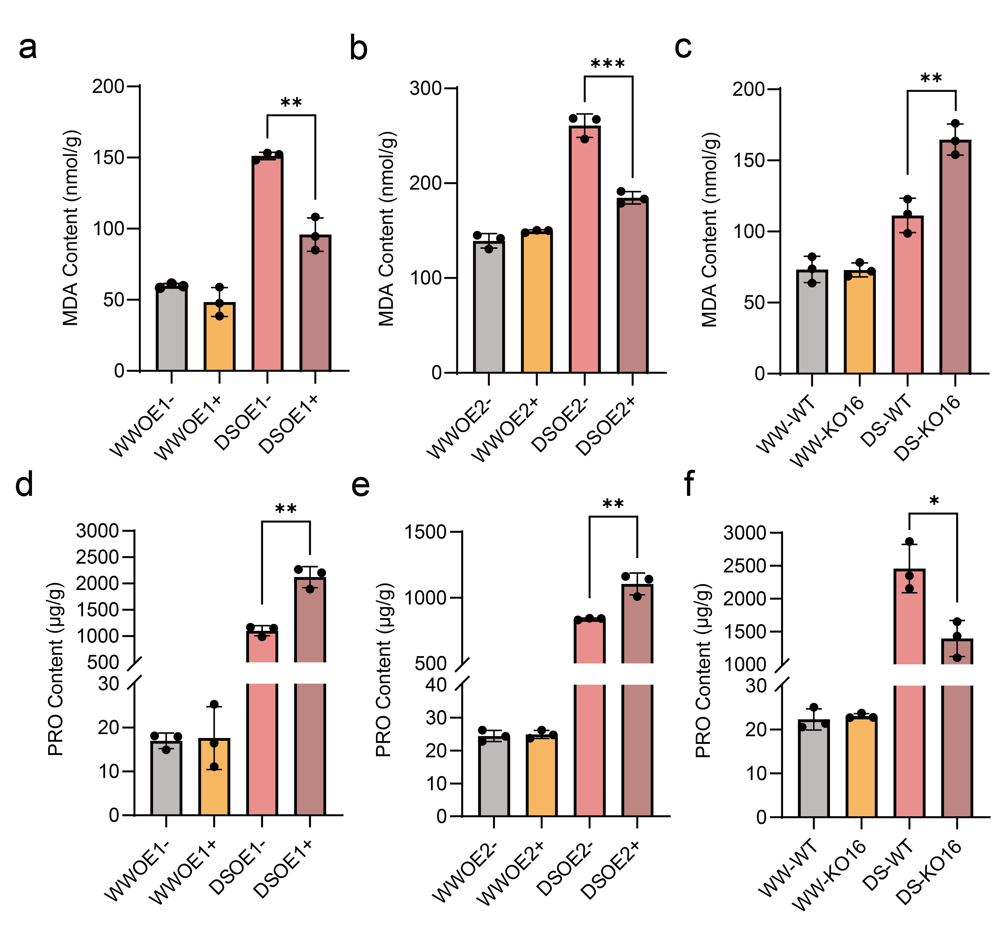 a
**
200
150
100
50
0
MDA Content (nmol/g)
WWOE1-
WWOE1+
DSOE1-
DSOE1+
b
***
300
200
100
0
MDA Content (nmol/g)
WWOE2-
WWOE2+
DSOE2-
DSOE2+
c
**
200
150
100
50
0
MDA Content (nmol/g)
WW-WT
WW-KO16
DS-WT
DS-KO16
d
**
3000
2500
2000
1500
1000
500
30
20
10
0
PRO Content (µg/g)
WWOE1-
WWOE1+
DSOE1-
DSOE1+
e
**
1500
1000
500
40
30
20
10
0
PRO Content (µg/g)
WWOE2-
WWOE2+
DSOE2-
DSOE2+
f
*
3000
2500
2000
1500
1000
30
20
10
0
PRO Content (µg/g)
WW-WT
WW-KO16
DS-WT
DS-KO16